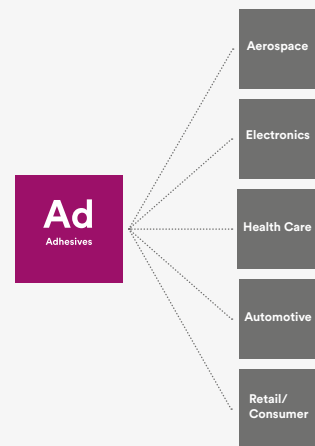 Aerospace
Electronics
Ad
Adhesives
Health Care
Automotive
Retail/
Consumer